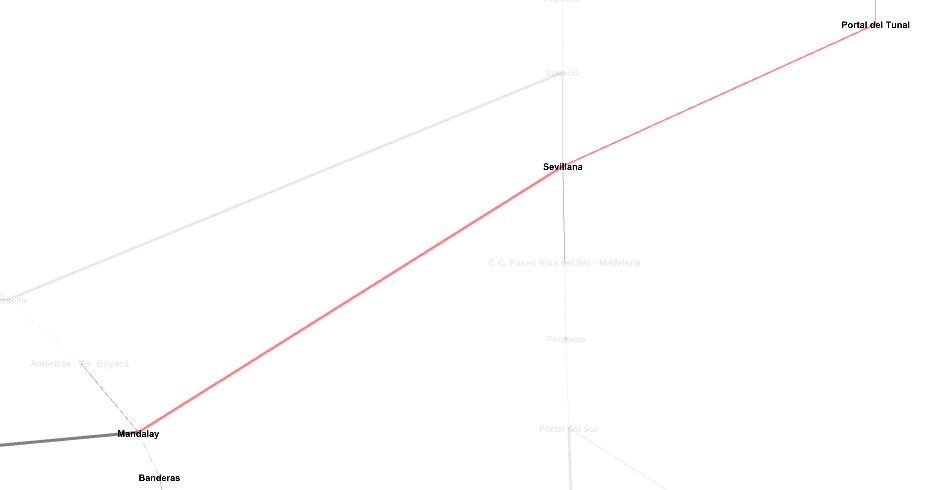 Portal del Tunal
Venecia
Sevillana
C.C. Paseo Villa del Río - Madelena
Perdomo
Américas - Av. Boyacá
Portal del Sur
Mandalay
Banderas